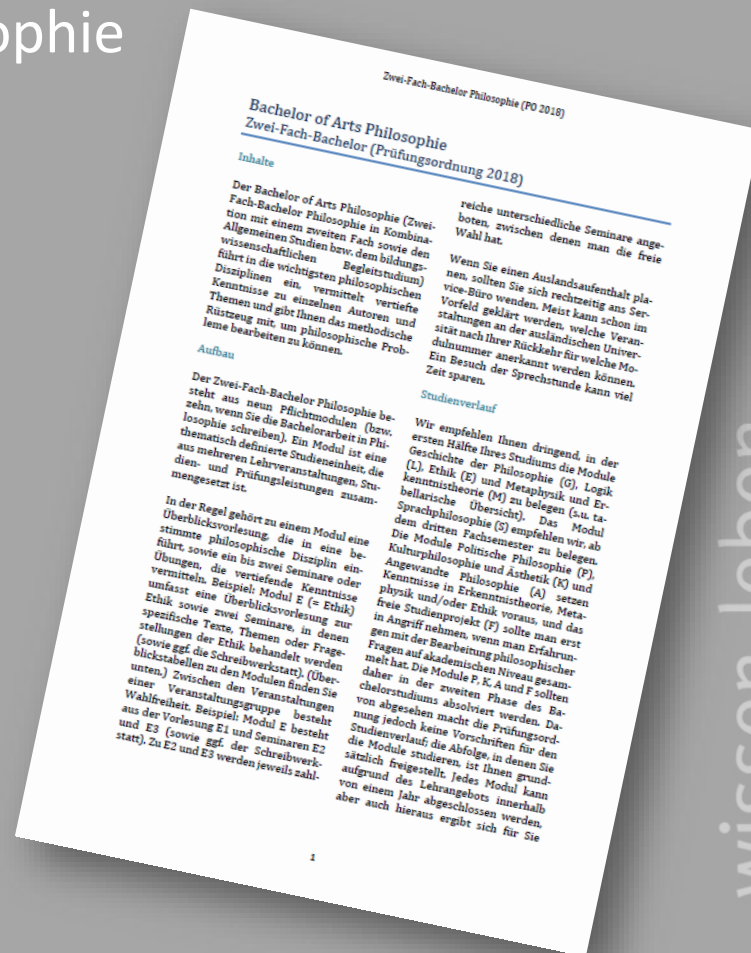 ophie
Zwei-Fach-Bachelor Philosophie (PO 2018)
Bachelor of Arts Philosophie
Zwei-Fach-Bachelor (Prüfungsordnung 2018)
Inhalte
Der Bachelor of Arts Philosophie (Zwei-
Fach-Bachelor Philosophie in Kombina-
tion mit einem zweiten Fach sowie den
Allgemeinen Studien bzw. dem bildungs-
wissenschaftlichen Begleitstudium)
führt in die wichtigsten philosophischen
Disziplinen ein, vermittelt vertiefte
Kenntnisse zu einzelnen Autoren und
Themen und gibt Ihnen das methodische
Rüstzeug mit, um philosophische Prob-
leme bearbeiten zu können.
Aufbau
Der Zwei-Fach-Bachelor Philosophie be-
steht aus neun Pflichtmodulen (bzw.
zehn, wenn Sie die Bachelorarbeit in Phi-
losophie schreiben). Ein Modul ist eine
thematisch definierte Studieneinheit, die
aus mehreren Lehrveranstaltungen, Stu-
dien- und Prüfungsleistungen zusam-
mengesetzt ist.
In der Regel gehört zu einem Modul eine
Überblicksvorlesung, die in eine be-
stimmte philosophische Disziplin ein-
führt, sowie ein bis zwei Seminare oder
Übungen, die vertiefende Kenntnisse
vermitteln. Beispiel: Modul E (= Ethik)
umfasst eine Überblicksvorlesung zur
Ethik sowie zwei Seminare, in denen
spezifische Texte, Themen oder Frage-
stellungen der Ethik behandelt werden
(sowie ggf. die Schreibwerkstatt). (Über-
blickstabellen zu den Modulen finden Sie
unten.) Zwischen den Veranstaltungen
einer Veranstaltungsgruppe besteht
Wahlfreiheit. Beispiel: Modul E besteht
aus der Vorlesung E1 und Seminaren E2
und E3 (sowie ggf. der Schreibwerk-
statt). Zu E2 und E3 werden jeweils zahl-
reiche unterschiedliche Seminare ange-
boten, zwischen denen man die freie
Wahl hat.
Wenn Sie einen Auslandsaufenthalt pla-
nen, sollten Sie sich rechtzeitig ans Ser-
vice-Büro wenden. Meist kann schon im
Vorfeld geklärt werden, welche Veran-
staltungen an der ausländischen Univer-
sität nach Ihrer Rückkehr für welche Mo-
dulnummer anerkannt werden können.
Ein Besuch der Sprechstunde kann viel
Zeit sparen.
Studienverlauf
Wir empfehlen Ihnen dringend, in der
ersten Hälfte Ihres Studiums die Module
Geschichte der Philosophie (G), Logik
(L), Ethik (E) und Metaphysik und Er-
kenntnistheorie (M) zu belegen (s.u. ta-
bellarische Übersicht). Das Modul
Sprachphilosophie (S) empfehlen wir, ab
dem dritten Fachsemester zu belegen.
Die Module Politische Philosophie (P),
Kulturphilosophie und Ästhetik (K) und
Angewandte Philosophie (A) setzen
Kenntnisse in Erkenntnistheorie, Meta-
physik und/oder Ethik voraus, und das
freie Studienprojekt (F) sollte man erst
in Angriff nehmen, wenn man Erfahrun-
gen mit der Bearbeitung philosophischer
Fragen auf akademischen Niveau gesam-
melt hat. Die Module P, K, A und F sollten
daher in der zweiten Phase des Ba-
chelorstudiums absolviert werden. Da-
von abgesehen macht die Prüfungsord-
nung jedoch keine Vorschriften für den
Studienverlauf; die Abfolge, in denen Sie
die Module studieren, ist Ihnen grund-
sätzlich freigestellt. Jedes Modul kann
aufgrund des Lehrangebots innerhalb
von einem Jahr abgeschlossen werden,
aber auch hieraus ergibt sich für Sie
1
wissen leben